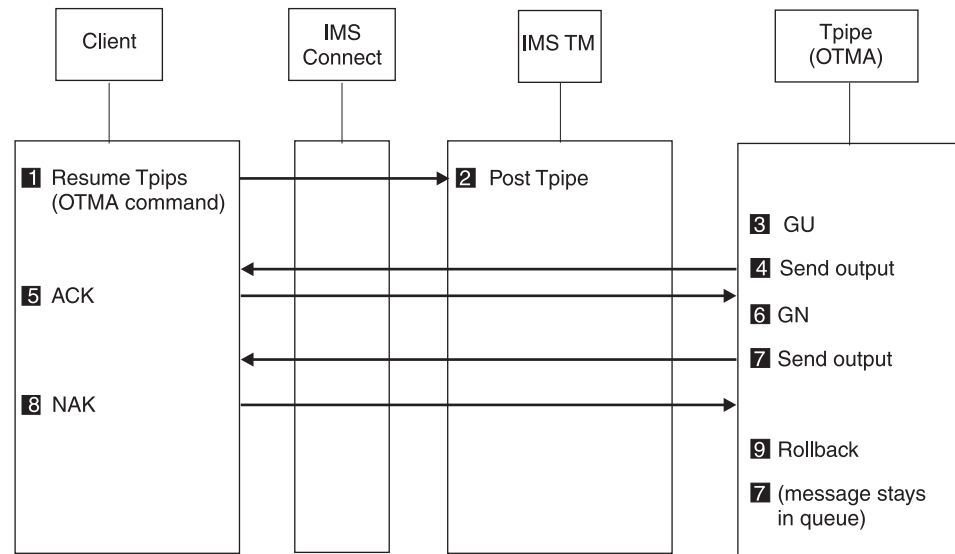 Client
IMS
Connect
IMS TM
Tpipe
(OTMA)
1 Resume Tpips
(OTMA command)
2 Post Tpipe
3 GU
4 Send output
5 ACK
6 GN
7 Send output
8 NAK
9 Rollback
7 (message stays
in queue)